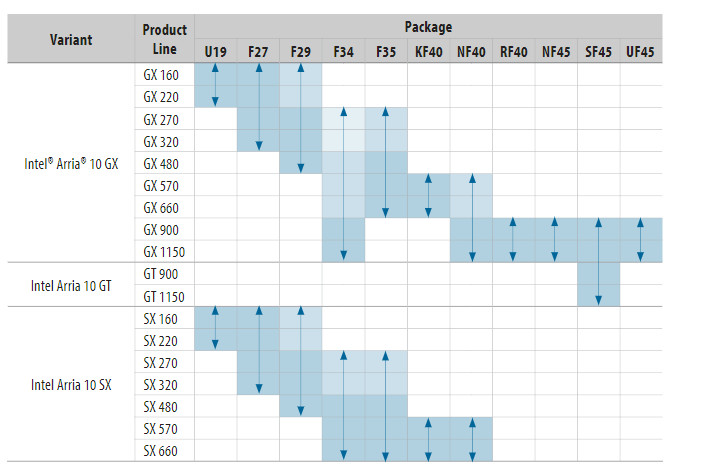 Variant
Product
Line
Package
U19 F27 F29 F34 F35 KF40 NF40 RF40 NF45 SF45 UF45
Intel® Arria® 10 GX
GX 160
GX 220
GX 270
GX 320
GX 480
GX 570
GX 660
GX 900
GX 1150
Intel Arria 10 GT
GT 900
GT 1150
Intel Arria 10 SX
SX 160
SX 220
SX 270
SX 320
SX 480
SX 570
SX 660